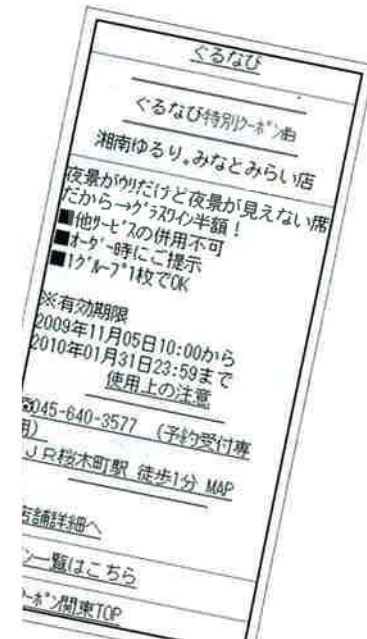 ぐるなび
ぐるなび特別ｸｰﾎﾟﾝ曲
湘南ゆるり。みなとみらい店
夜景がｳﾘだけど夜景が見えない席
だから→ｸﾞﾗｽﾜｲﾝ半額！
■他ｻｰﾋﾞｽの併用不可
■ｵｰﾀﾞｰ時にご提示
■1ｸﾞﾙｰﾌﾟ1枚でOK
※有効期限
2009年11月05日10:00から
2010年01月31日23:59まで
使用上の注意
045-640-3577 (予約受付専
用)
ＪＲ桜木町駅 徒歩1分 MAP
店舗詳細へ
ﾝ一覧はこちら
ｰﾎﾟﾝ関東TOP